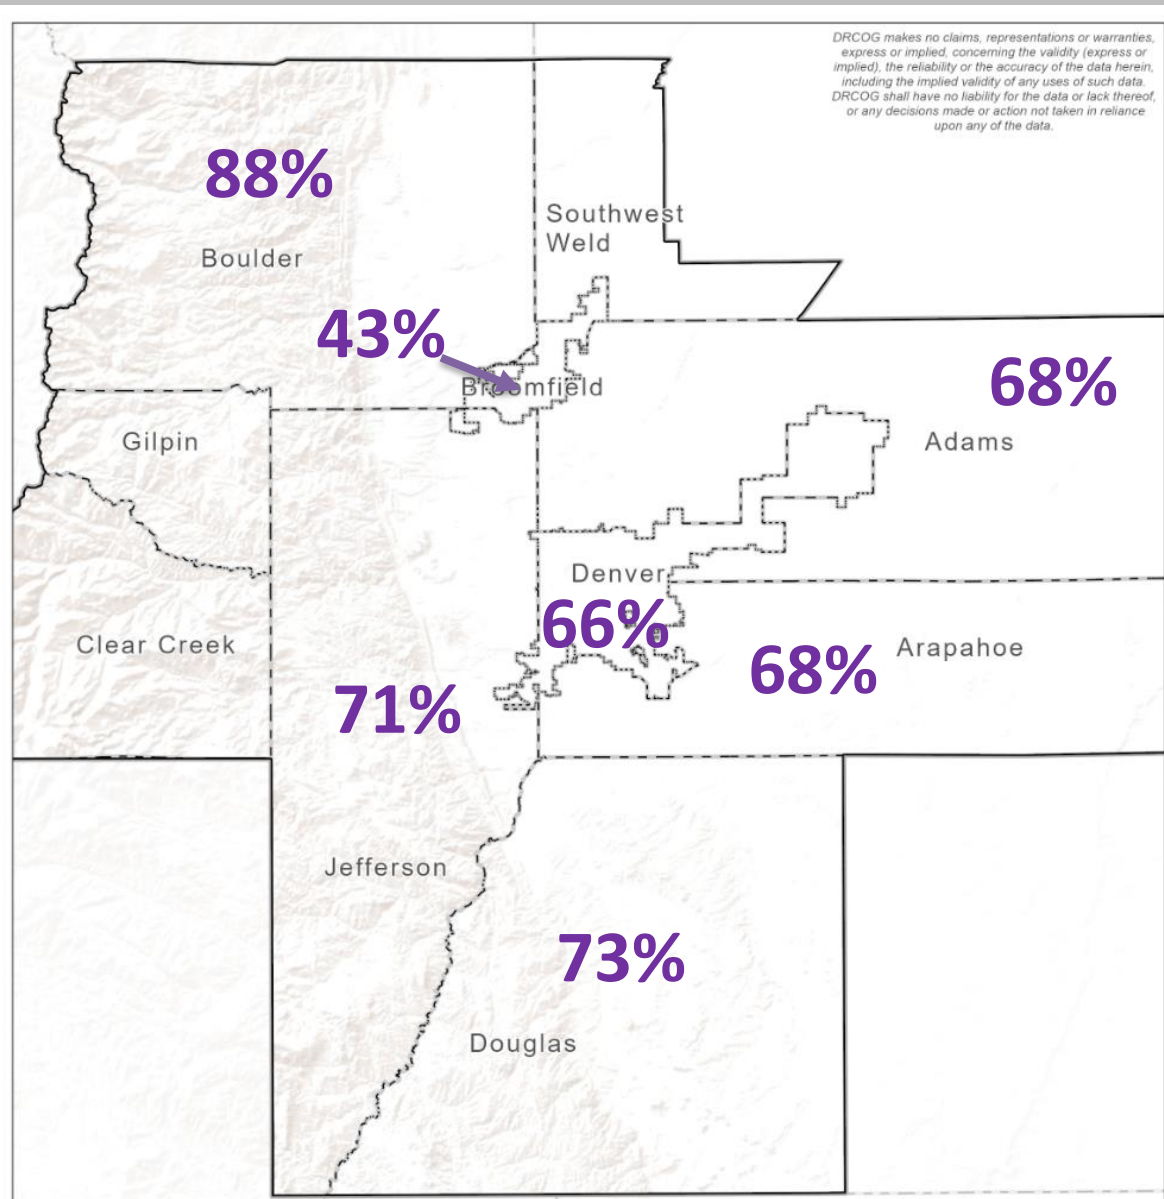 DRCOG makes no claims, representations or warranties,
express or implied, concerning the validity (express or
implied), the reliability or the accuracy of the data herein,
including the implied validity of any uses of such data.
DRCOG shall have no liability for the data or lack thereof,
or any decisions made or action not taken in reliance
upon any of the data.
88%
Southwest
Weld
Boulder
43%
Broomfield
68%
Gilpin
Adams
Denver
66%
Clear Creek
Arapahoe
68%
71%
Jefferson
73%
Douglas